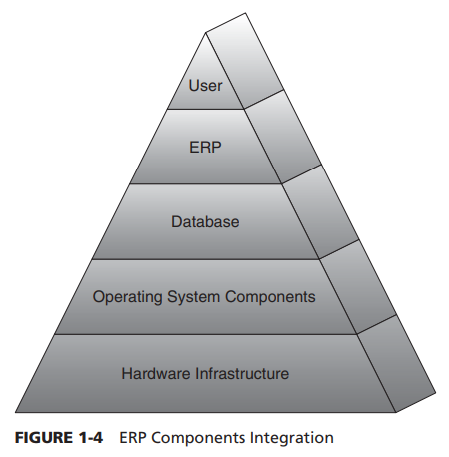 User
ERP
Database
Operating System Components
Hardware Infrastructure
FIGURE 1-4 ERP Components Integration